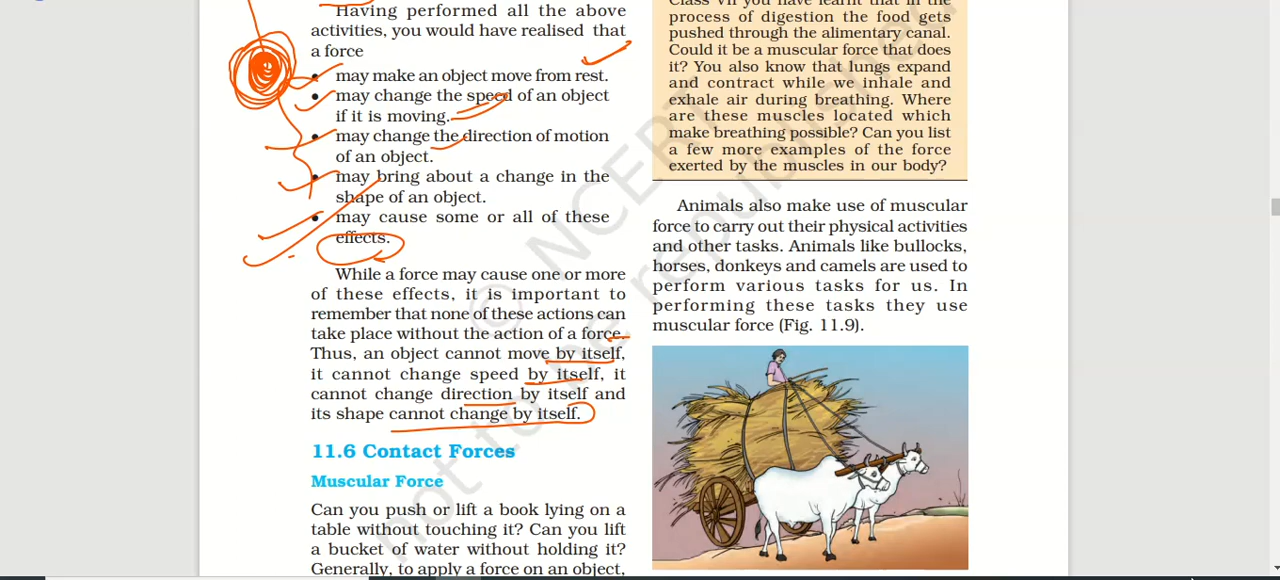 Having performed all the above
activities, you would have realised that
a force
• may make an object move from rest.
• may change the speed of an object
if it is moving.
• may change the direction of motion
of an object.
• may bring about a change in the
shape of an object.
• may cause some or all of these
effects.
While a force may cause one or more
of these effects, it is important to
remember that none of these actions can
take place without the action of a force.
Thus, an object cannot move by itself,
it cannot change speed by itself, it
cannot change direction by itself and
its shape cannot change by itself.
11.6 Contact Forces
Muscular Force
Can you push or lift a book lying on a
table without touching it? Can you lift
a bucket of water without holding it?
Generally, to apply a force on an object,
Class VII you have learnt that in the
process of digestion the food gets
pushed through the alimentary canal.
Could it be a muscular force that does
it? You also know that lungs expand
and contract while we inhale and
exhale air during breathing. Where
are these muscles located which
make breathing possible? Can you list
a few more examples of the force
exerted by the muscles in our body?
Animals also make use of muscular
force to carry out their physical activities
and other tasks. Animals like bullocks,
horses, donkeys and camels are used to
perform various tasks for us. In
performing these tasks they use
muscular force (Fig. 11.9).
© NCERT
not to be republished